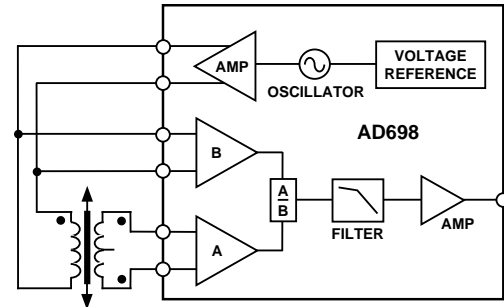 AMP
OSCILLATOR
VOLTAGE
REFERENCE
B
AD698
A
B
A
FILTER
AMP